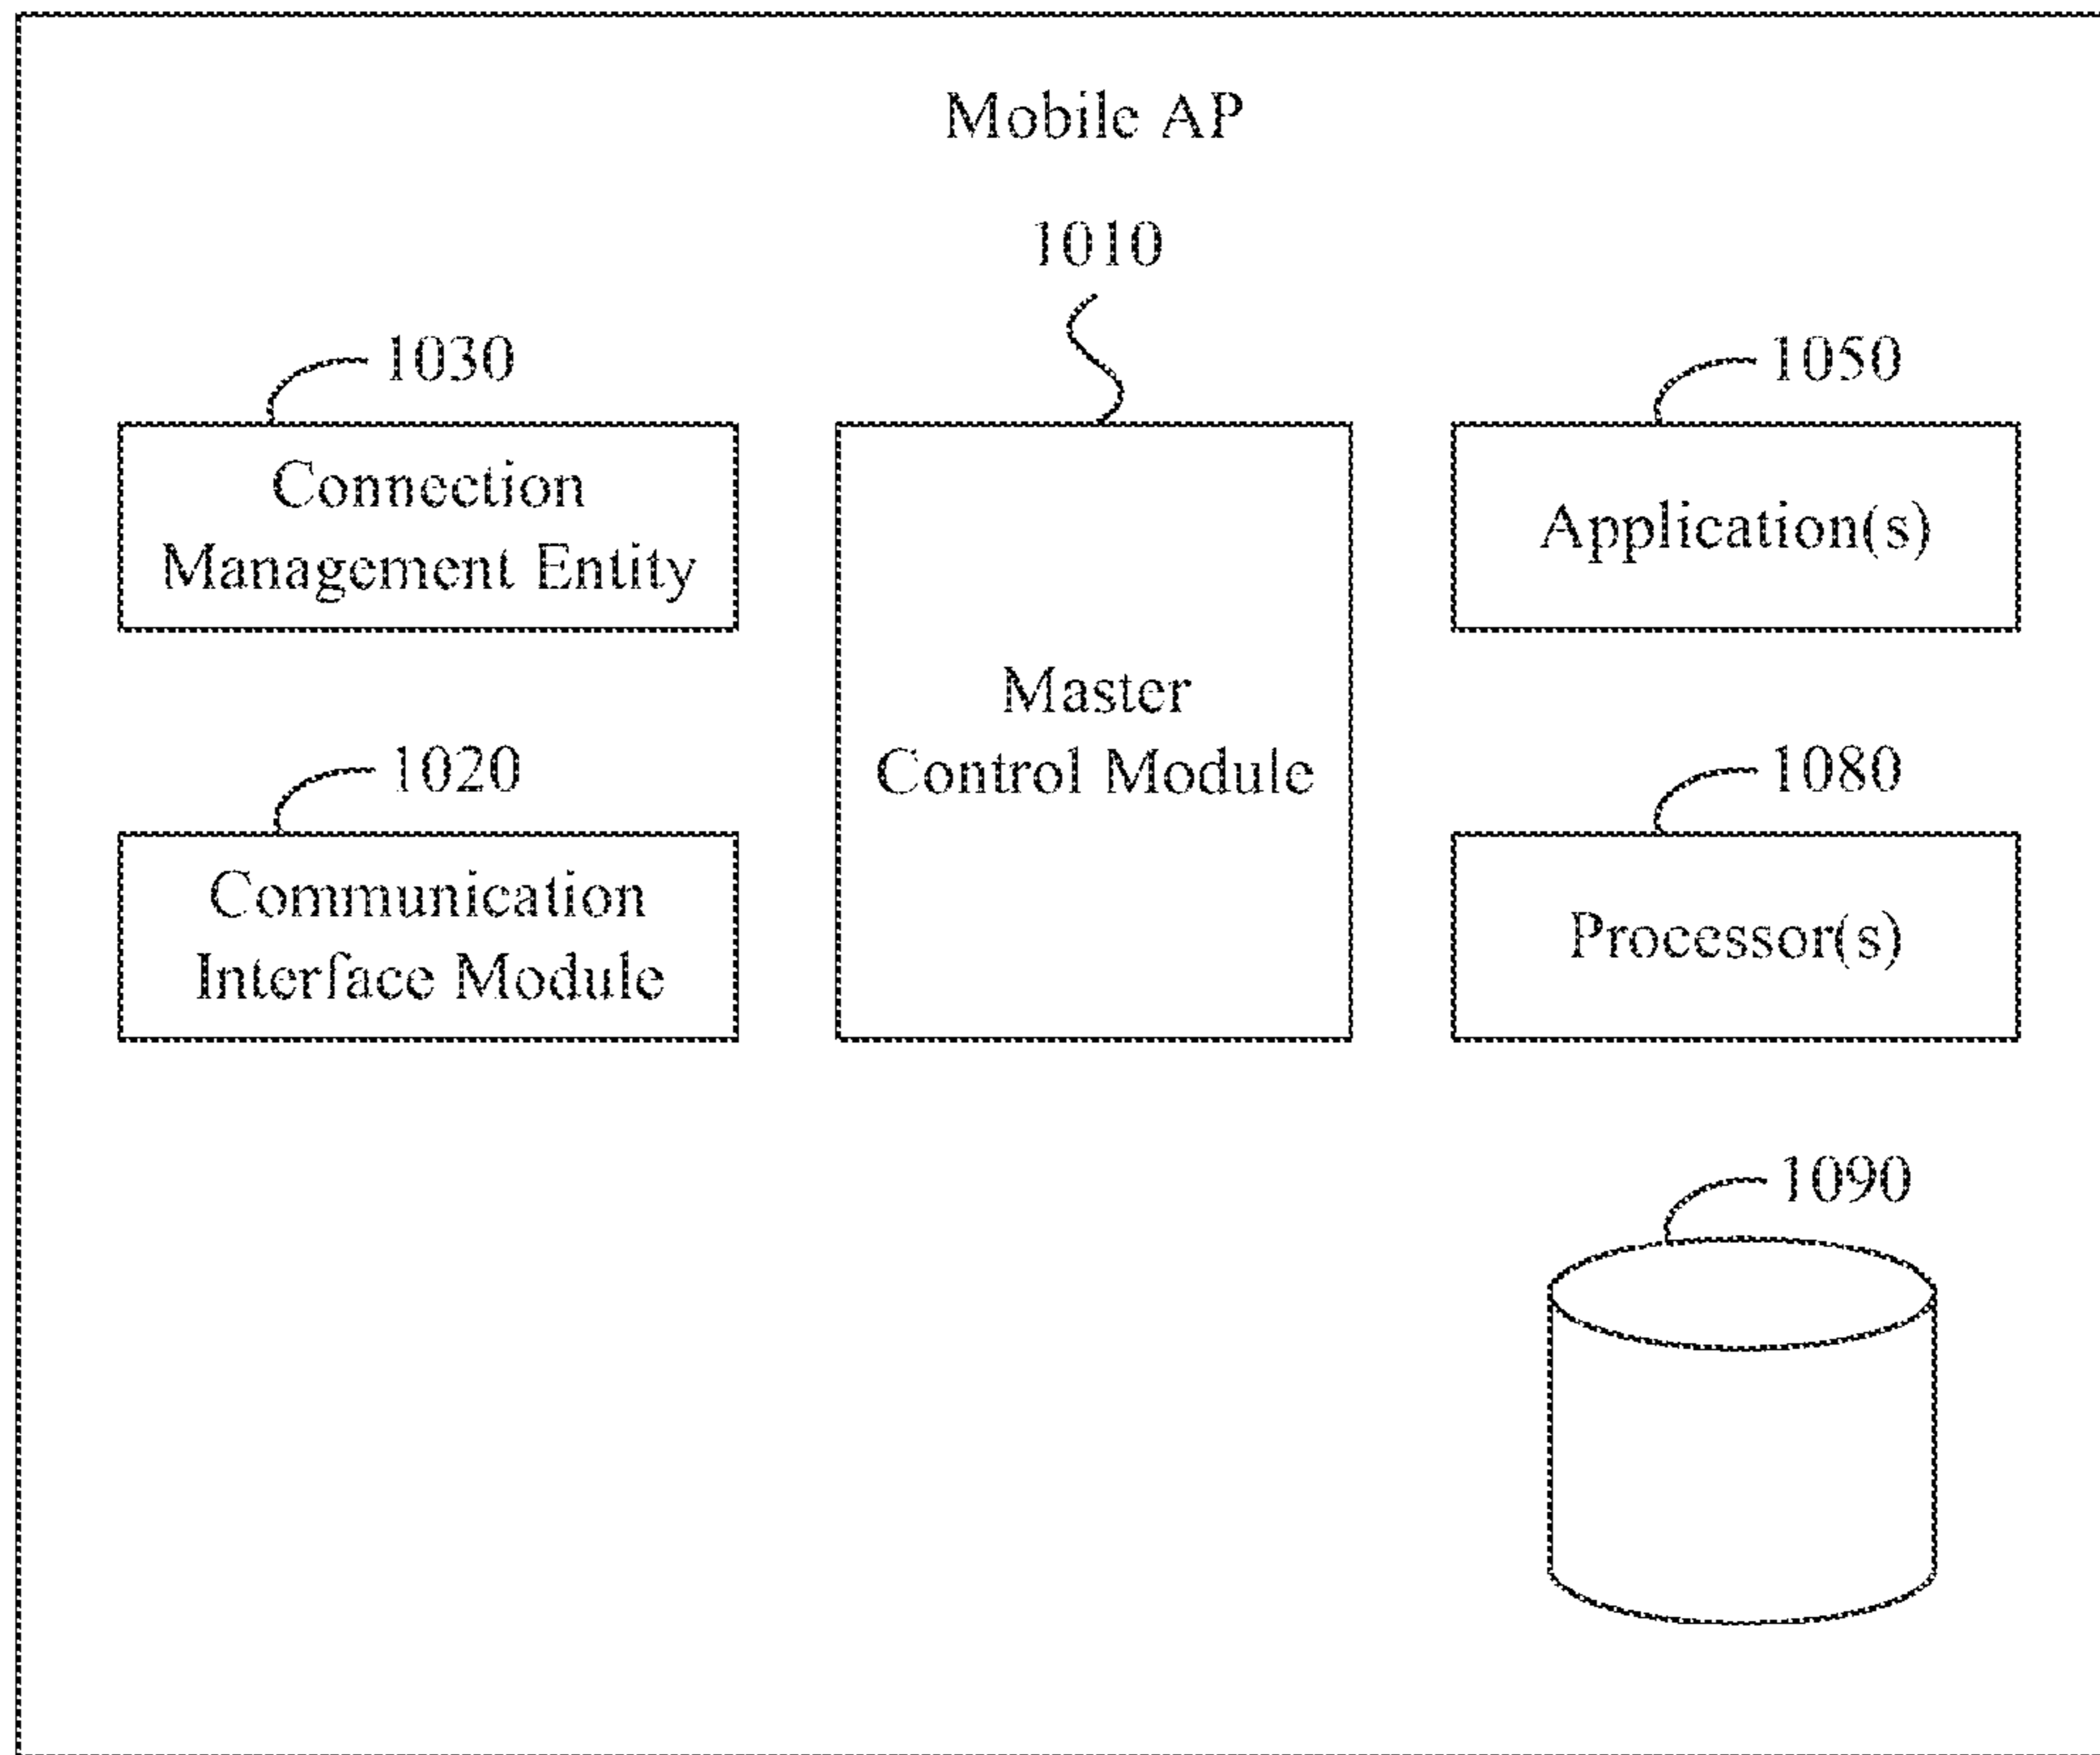 Mobile AP
1010
1030
Connection
Management Entity
Master
Control Module
1050
Application(s)
1020
Communication
Interface Module
1080
Processor(s)
1090